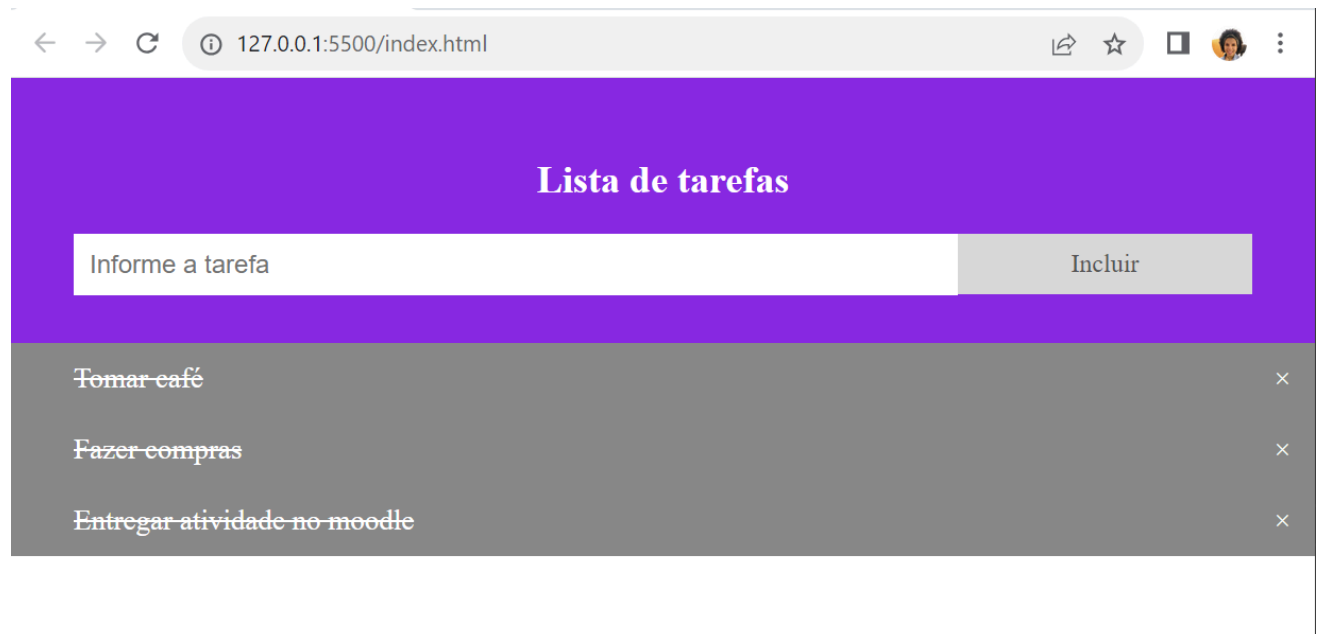 127.0.0.1:5500/index.html
Lista de tarefas
Informe a tarefa
Incluir
Tomar café ×
Fazer compras ×
Entregar atividade no moodle ×